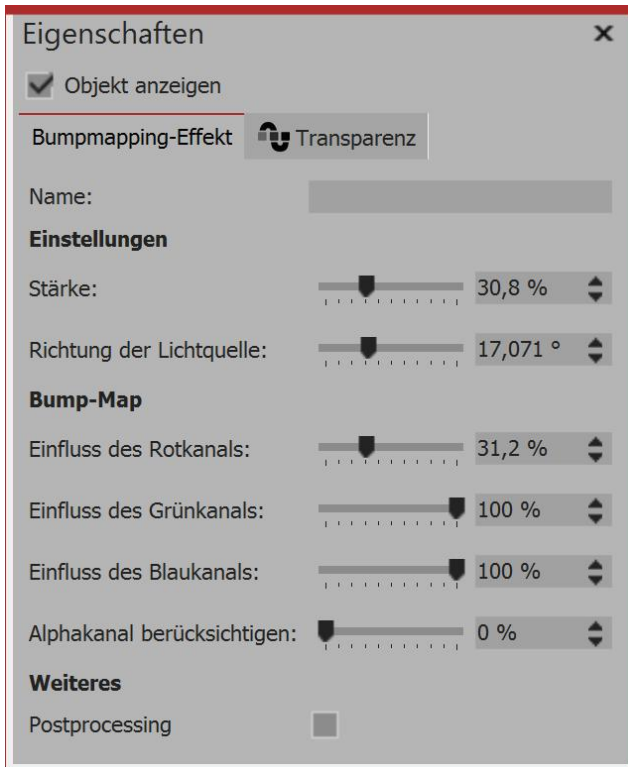 Eigenschaften
Objekt anzeigen
Bumpmapping-Effekt Transparenz
Name:
Einstellungen
Stärke: 30,8 %
Richtung der Lichtquelle: 17,071 °
Bump-Map
Einfluss des Rotkanals: 31,2 %
Einfluss des Grünkanals: 100 %
Einfluss des Blaukanals: 100 %
Alphakanal berücksichtigen: 0 %
Weiteres
Postprocessing